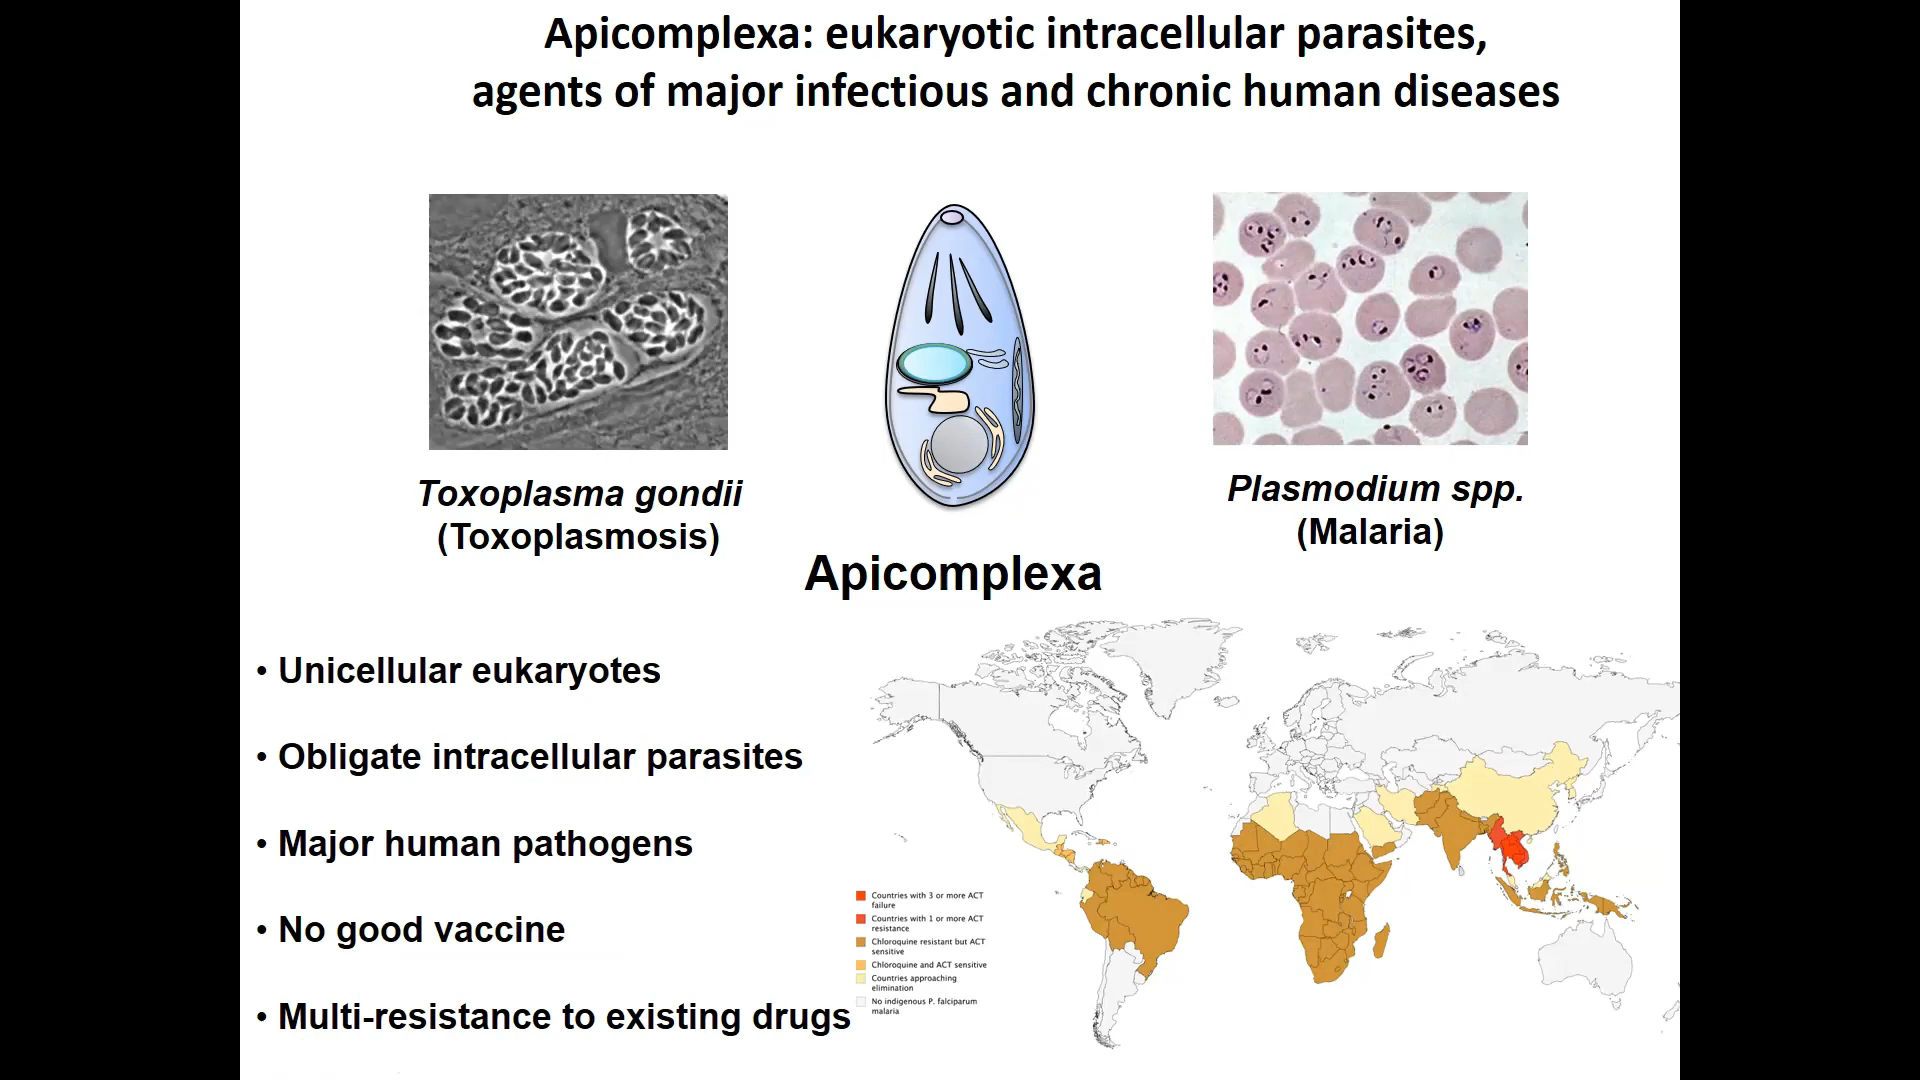 Apicomplexa: eukaryotic intracellular parasites,
agents of major infectious and chronic human diseases
Toxoplasma gondii
(Toxoplasmosis)
Plasmodium spp.
(Malaria)
Apicomplexa
• Unicellular eukaryotes
• Obligate intracellular parasites
• Major human pathogens
• No good vaccine
• Multi-resistance to existing drugs
Countries with 3 or more ACT
failure
Countries with 1 or more ACT
resistance
Chloroquine resistant but ACT
sensitive
Chloroquine and ACT sensitive
Countries approaching
elimination
No indigenous P. falciparum
malaria